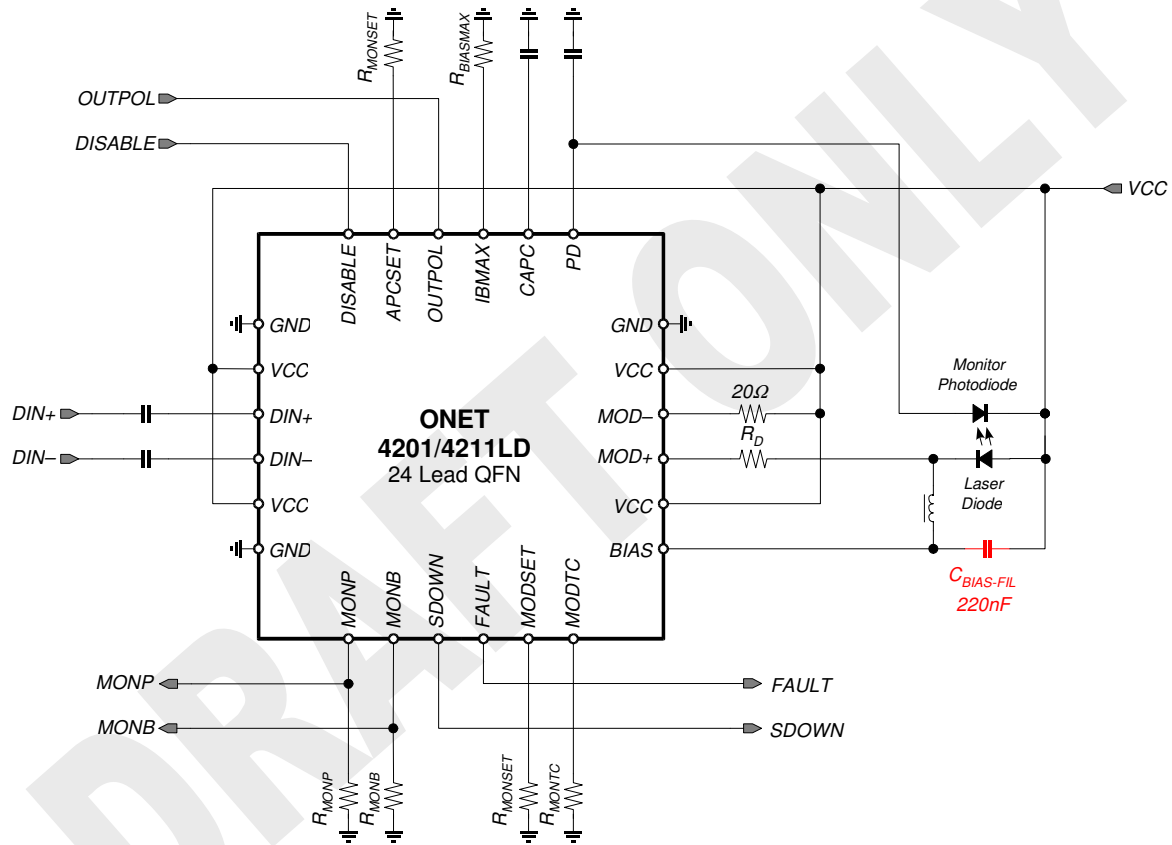 R_MONSET
R_BIASMAX
OUTPOL
DISABLE
VCC
DISABLE
APCSET
OUTPOL
IBMAX
CAPC
PD
GND
VCC
DIN+
DIN–
VCC
GND
DIN+
DIN–
ONET
4201/4211LD
24 Lead QFN
GND
VCC
MOD–
MOD+
VCC
BIAS
20Ω
R_D
Monitor
Photodiode
Laser
Diode
C_BIAS-FIL
220nF
MONP
MONB
SDOWN
FAULT
MODSET
MODTC
MONP
MONB
FAULT
SDOWN
R_MONP
R_MONB
R_MONSET
R_MONTC
DRAFT ONLY